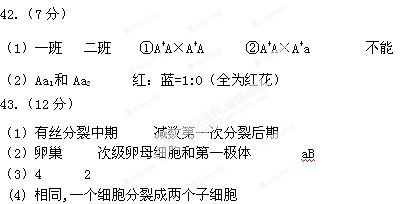 42.（7分）
（1）一班 二班 ①A⁺A×A⁺A ②A⁺A×A⁺a 不能
（2）Aa₁和 Aa₂ 红：蓝=1:0（全为红花）
43.（12分）
（1）有丝分裂中期 减数第一次分裂后期
（2）卵巢 次级卵母细胞和第一极体 aB
（3）4 2
（4）相同,一个细胞分裂成两个子细胞